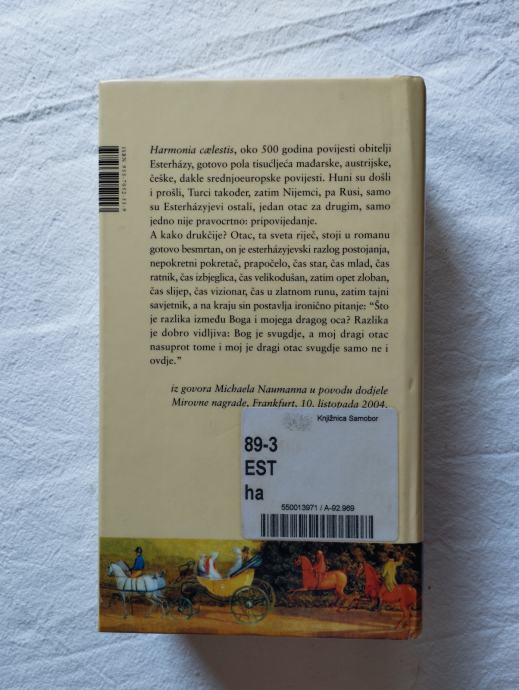 Harmonia cælestis, oko 500 godina povijesti obitelji
Esterházy, gotovo pola tisućljeća mađarske, austrijske,
češke, dakle srednjoeuropske povijesti. Huni su došli
i prošli, Turci također, zatim Nijemci, pa Rusi, samo
su Esterházyjevi ostali, jedan otac za drugim, samo
jedno nije pravocrtno: pripovijedanje.
A kako drukčije? Otac, ta sveta riječ, stoji u romanu
gotovo besmrtan, on je esterházyjevski razlog postojanja,
nepokretni pokretač, prapočelo, čas star, čas mlad, čas
ratnik, čas izbjeglica, čas velikodušan, zatim opet zloban,
čas slijep, čas vizionar, čas u zlatnom runu, zatim tajni
savjetnik, a na kraju sin postavlja ironično pitanje: “Što
je razlika između Boga i mojega dragog oca? Razlika
je dobro vidljiva: Bog je svugdje, a moj dragi otac
nasuprot tome i moj je dragi otac svugdje samo ne i
ovdje.”
iz govora Michaela Naumanna u povodu dodjele
Mirovne nagrade, Frankfurt, 10. listopada 2004.
Knjižnica Samobor
89-3
EST
ha
550013971 / A-92.969